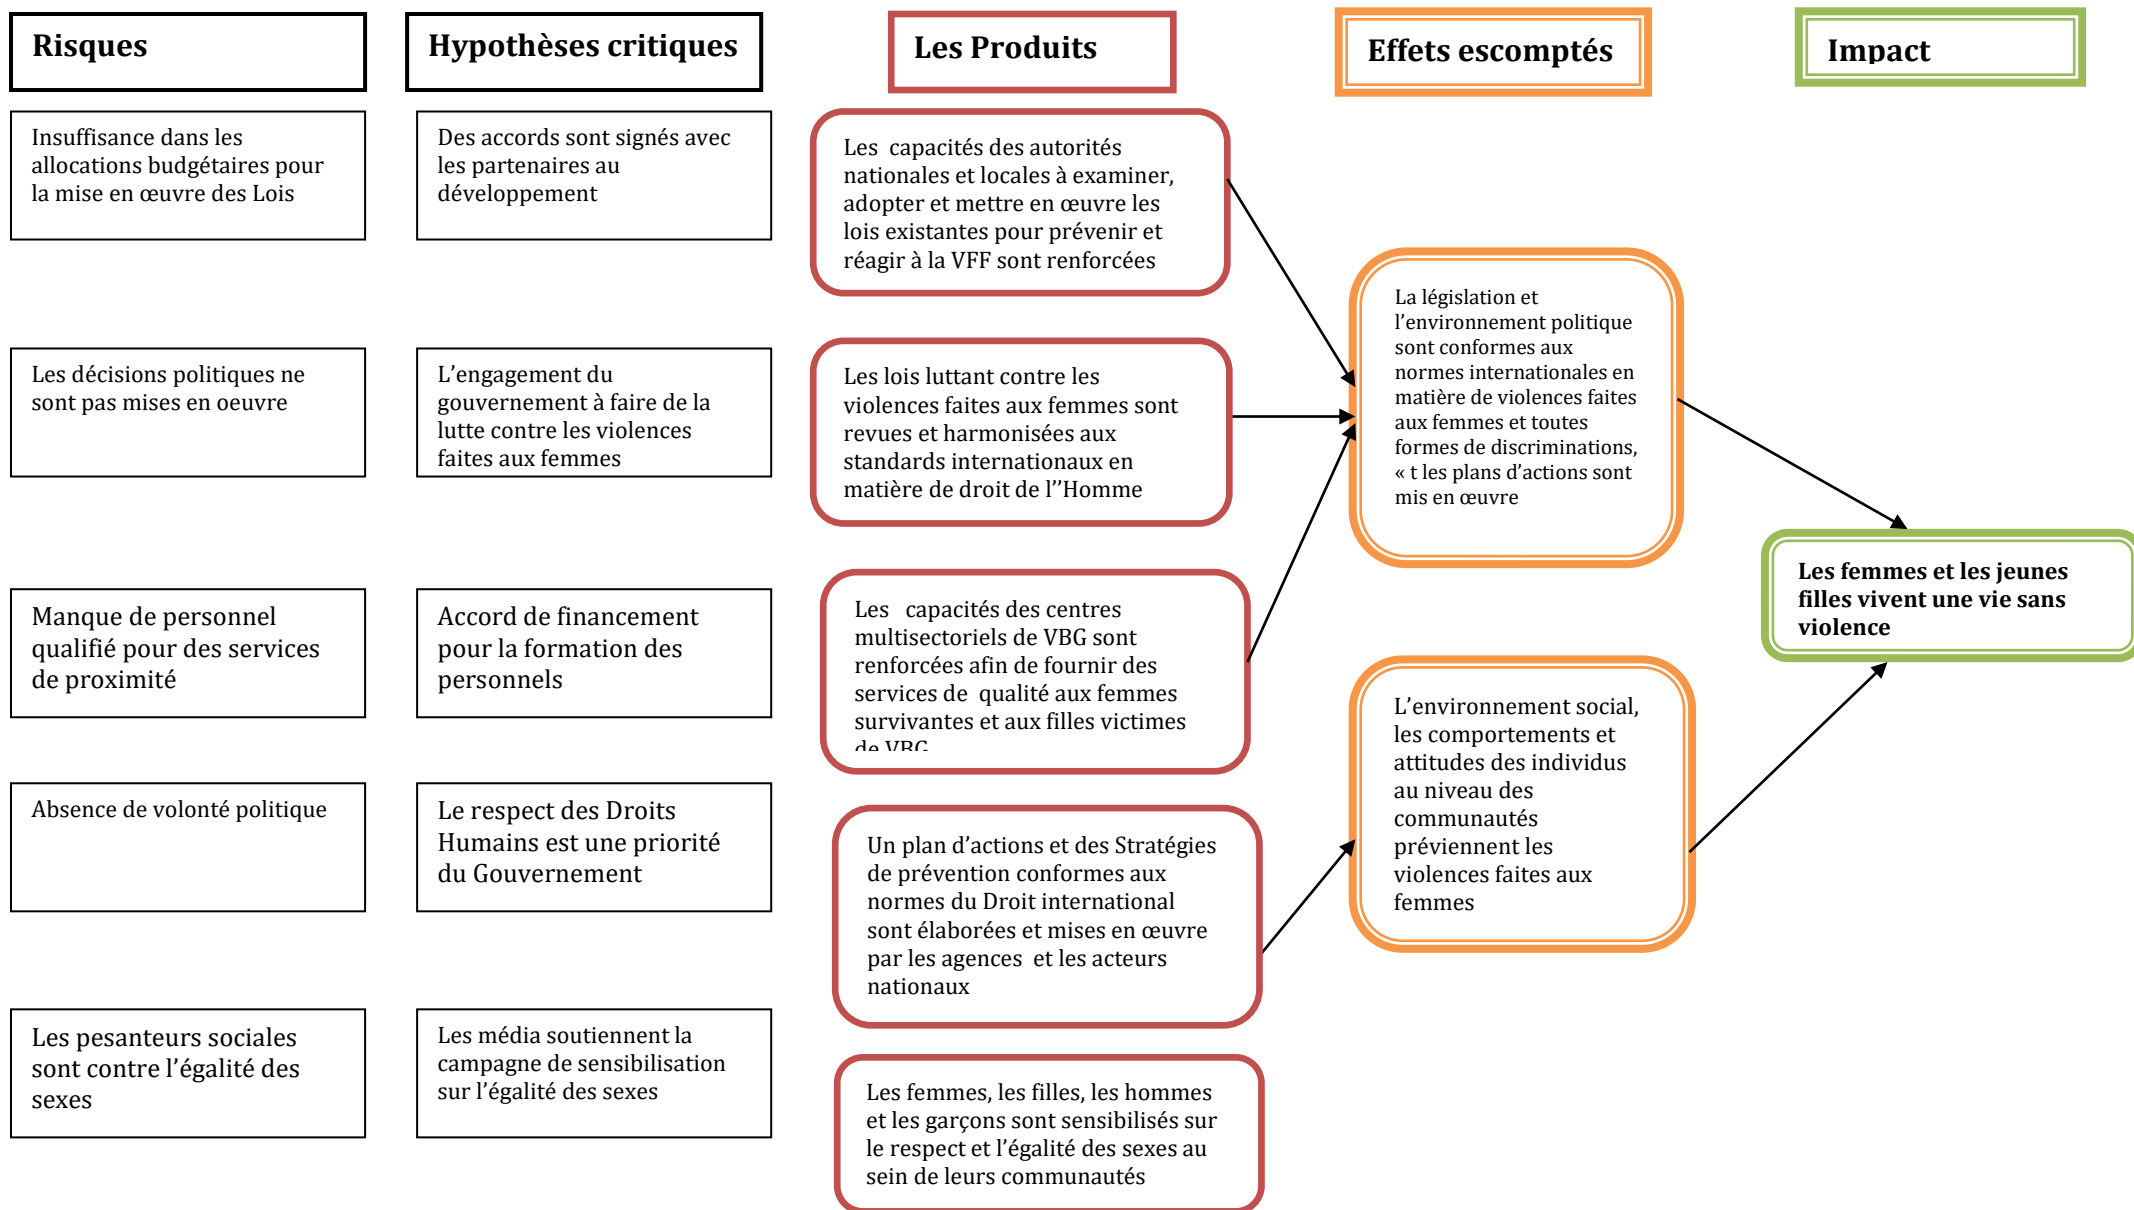 Risques
Hypothèses critiques
Les Produits
Effets escomptés
Impact
Insuffisance dans les
allocations budgétaires pour
la mise en œuvre des Lois
Des accords sont signés avec
les partenaires au
développement
Les capacités des autorités
nationales et locales à examiner,
adopter et mettre en œuvre les
lois existantes pour prévenir et
réagir à la VFF sont renforcées
La législation et
l’environnement politique
sont conformes aux
normes internationales en
matière de violences faites
aux femmes et toutes
formes de discriminations,
« t les plans d’actions sont
mis en œuvre
Les décisions politiques ne
sont pas mises en oeuvre
L’engagement du
gouvernement à faire de la
lutte contre les violences
faites aux femmes
Les lois luttant contre les
violences faites aux femmes sont
revues et harmonisées aux
standards internationaux en
matière de droit de l’’Homme
Les femmes et les jeunes
filles vivent une vie sans
violence
Manque de personnel
qualifié pour des services
de proximité
Accord de financement
pour la formation des
personnels
Les capacités des centres
multisectoriels de VBG sont
renforcées afin de fournir des
services de qualité aux femmes
survivantes et aux filles victimes
de VBG
L’environnement social,
les comportements et
attitudes des individus
au niveau des
communautés
préviennent les
violences faites aux
femmes
Absence de volonté politique
Le respect des Droits
Humains est une priorité
du Gouvernement
Un plan d’actions et des Stratégies
de prévention conformes aux
normes du Droit international
sont élaborées et mises en œuvre
par les agences et les acteurs
nationaux
Les pesanteurs sociales
sont contre l’égalité des
sexes
Les média soutiennent la
campagne de sensibilisation
sur l’égalité des sexes
Les femmes, les filles, les hommes
et les garçons sont sensibilisés sur
le respect et l’égalité des sexes au
sein de leurs communautés